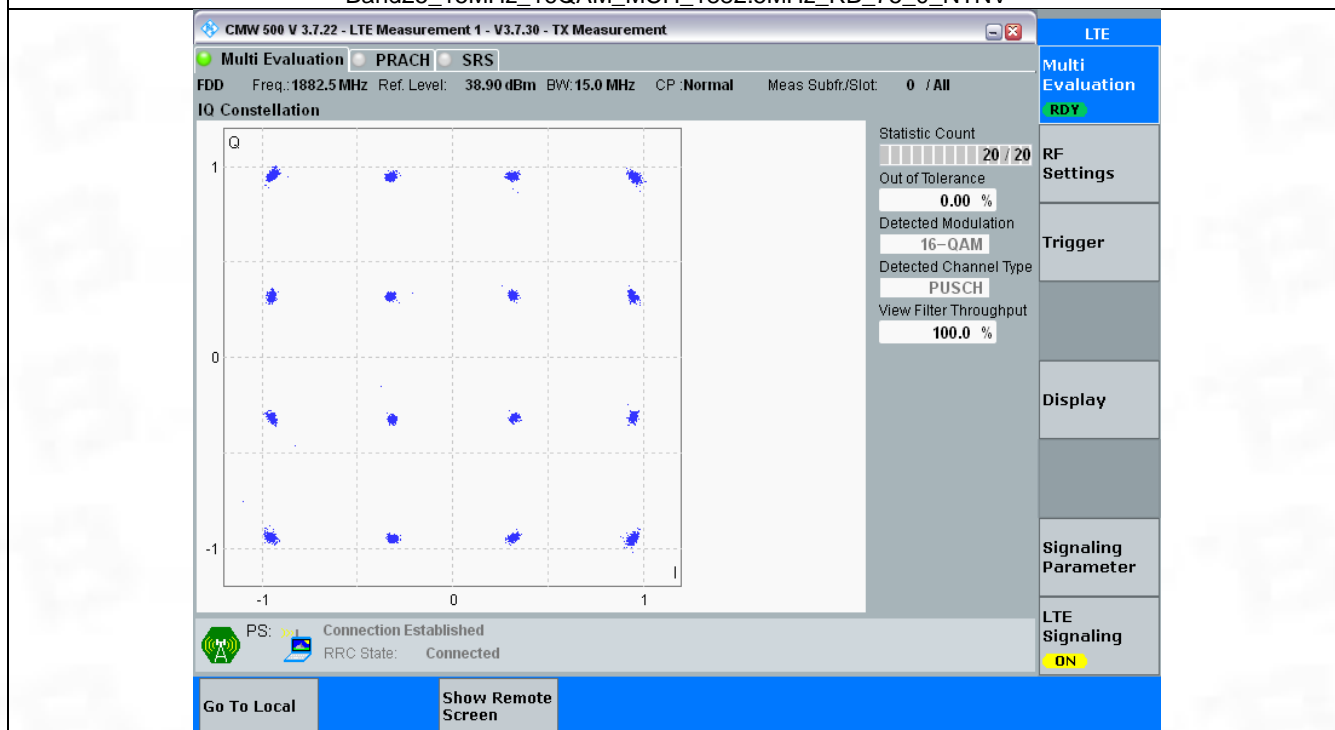 CMW 500 V 3.7.22 - LTE Measurement 1 - V3.7.30 - TX Measurement
LTE
Multi Evaluation PRACH SRS
Multi
Evaluation
RDY
FDD Freq.:1882.5 MHz Ref. Level: 38.90 dBm BW:15.0 MHz CP :Normal Meas Subfr./Slot: 0 / All
IQ Constellation
Q
1
0
-1
-1 0 1
I
Statistic Count
20 / 20
Out of Tolerance
0.00 %
Detected Modulation
16-QAM
Detected Channel Type
PUSCH
View Filter Throughput
100.0 %
RF
Settings
Trigger
Display
Signaling
Parameter
LTE
Signaling
ON
PS: Connection Established
RRC State: Connected
Go To Local
Show Remote
Screen